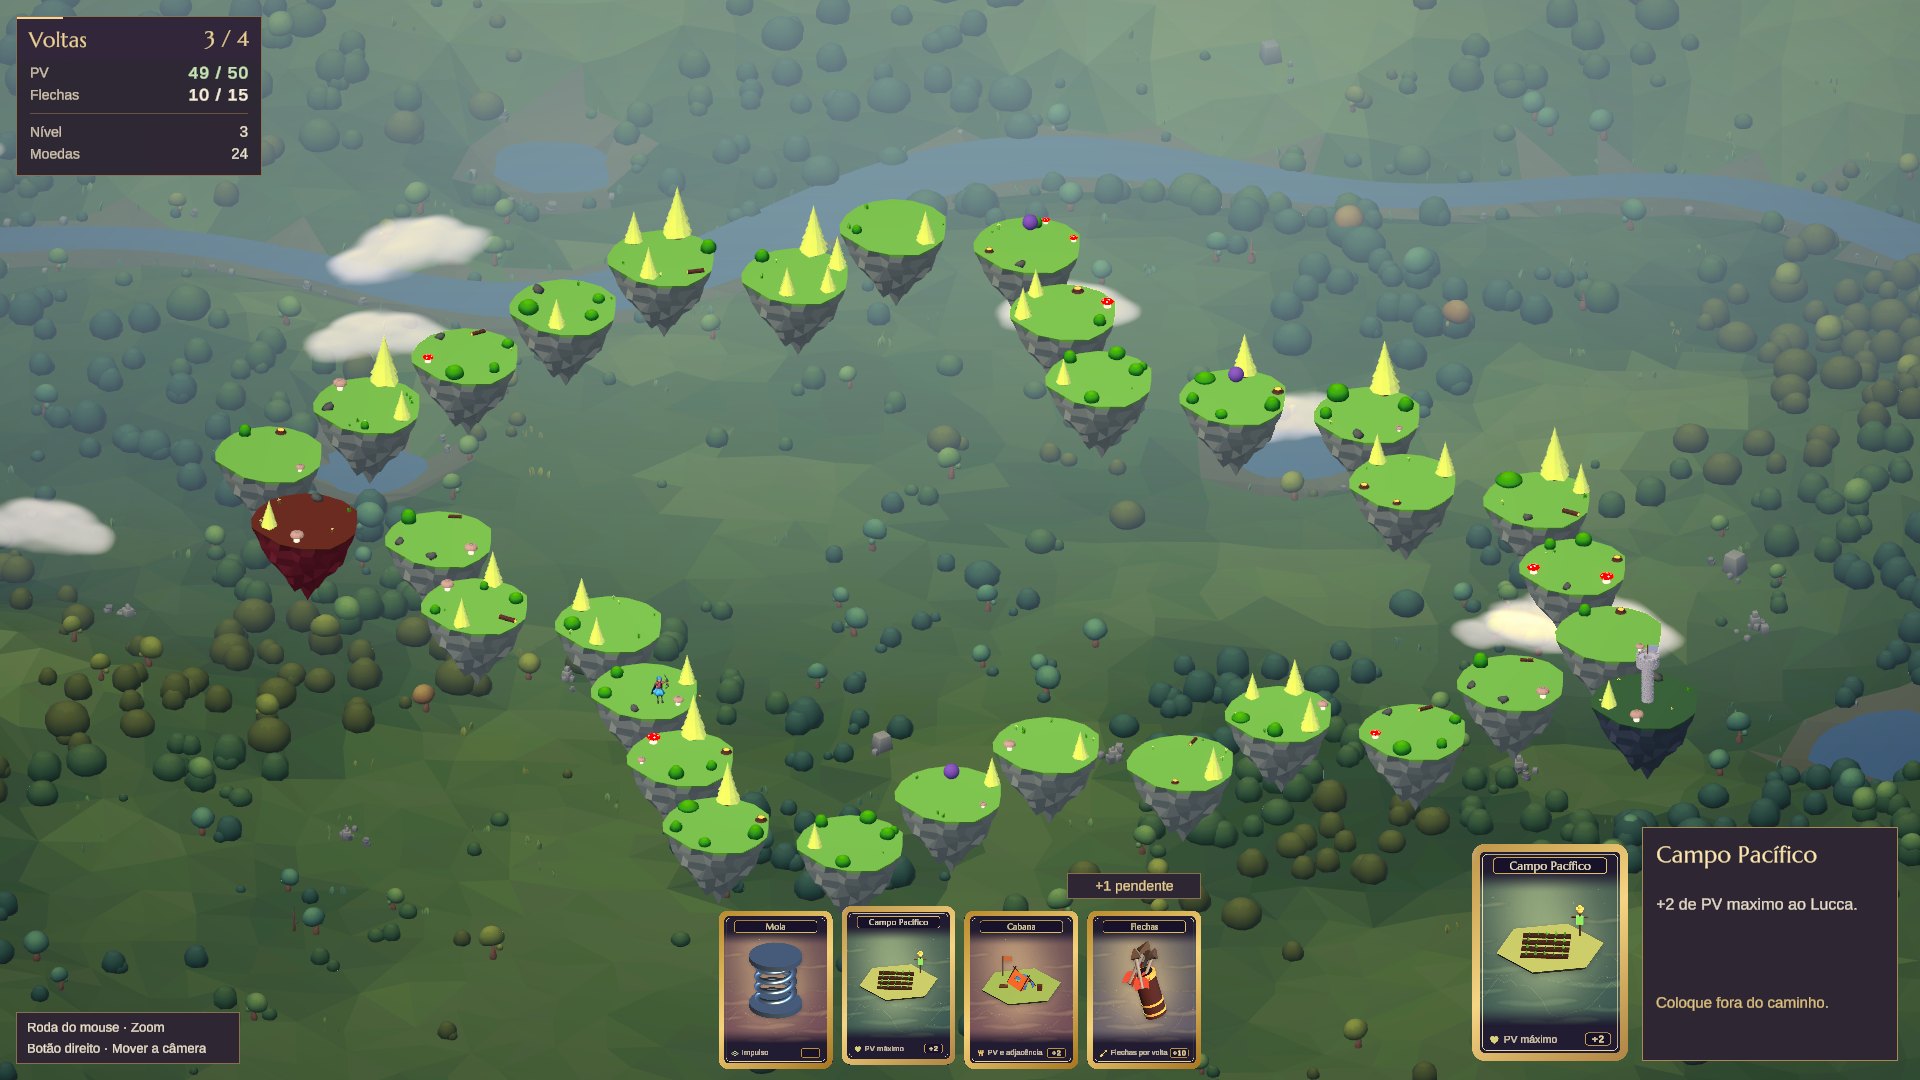 Voltas 3 / 4
PV 49 / 50
Flechas 10 / 15
Nível 3
Moedas 24
+1 pendente
Mola
Impulso
Campo Pacífico
PV máximo +2
Cabana
PV e adjacência +2
Flechas
Flechas por volta +10
Campo Pacífico
PV máximo +2
Campo Pacífico
+2 de PV maximo ao Lucca.
Coloque fora do caminho.
Roda do mouse · Zoom
Botão direito · Mover a câmera